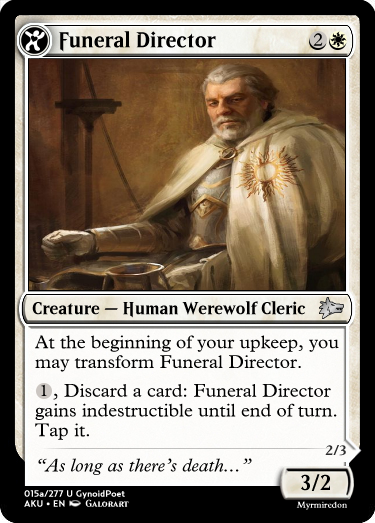 Funeral Director 2
Creature — Human Werewolf Cleric
At the beginning of your upkeep, you
may transform Funeral Director.
1, Discard a card: Funeral Director
gains indestructible until end of turn.
Tap it.
2/3
“As long as there’s death…”
3/2
015a/277 U GynoidPoet
AKU • EN Galorart
Myrmiredon